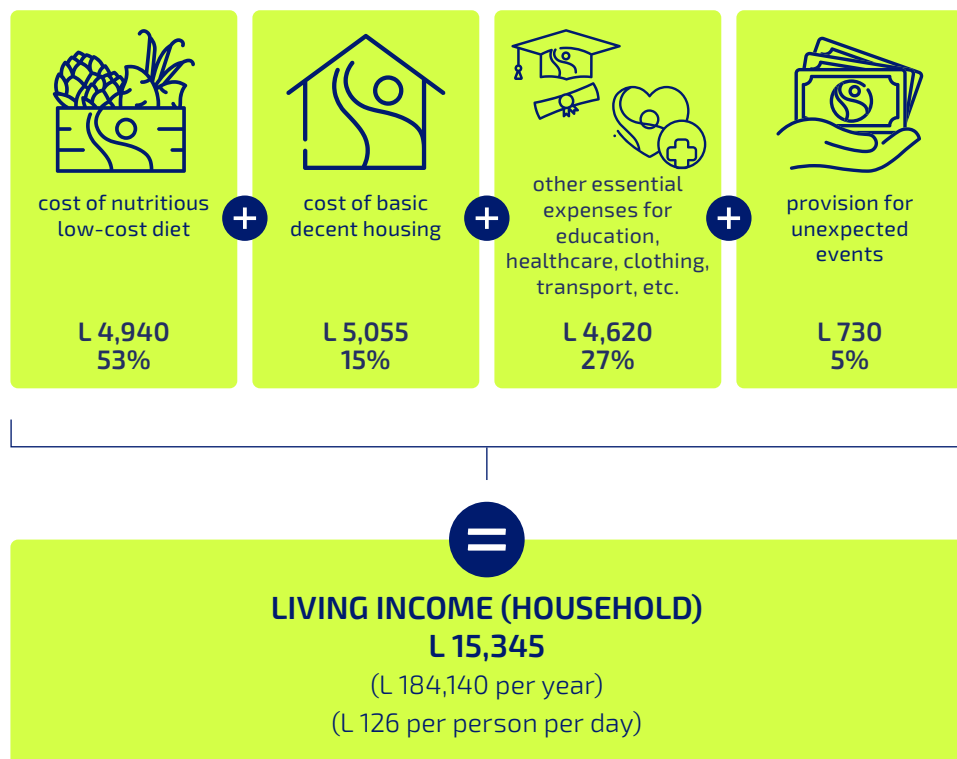 cost of nutritious
low-cost diet
L 4,940
53%
+
cost of basic
decent housing
L 5,055
15%
+
other essential
expenses for
education,
healthcare, clothing,
transport, etc.
L 4,620
27%
+
provision for
unexpected
events
L 730
5%
=
LIVING INCOME (HOUSEHOLD)
L 15,345
(L 184,140 per year)
(L 126 per person per day)